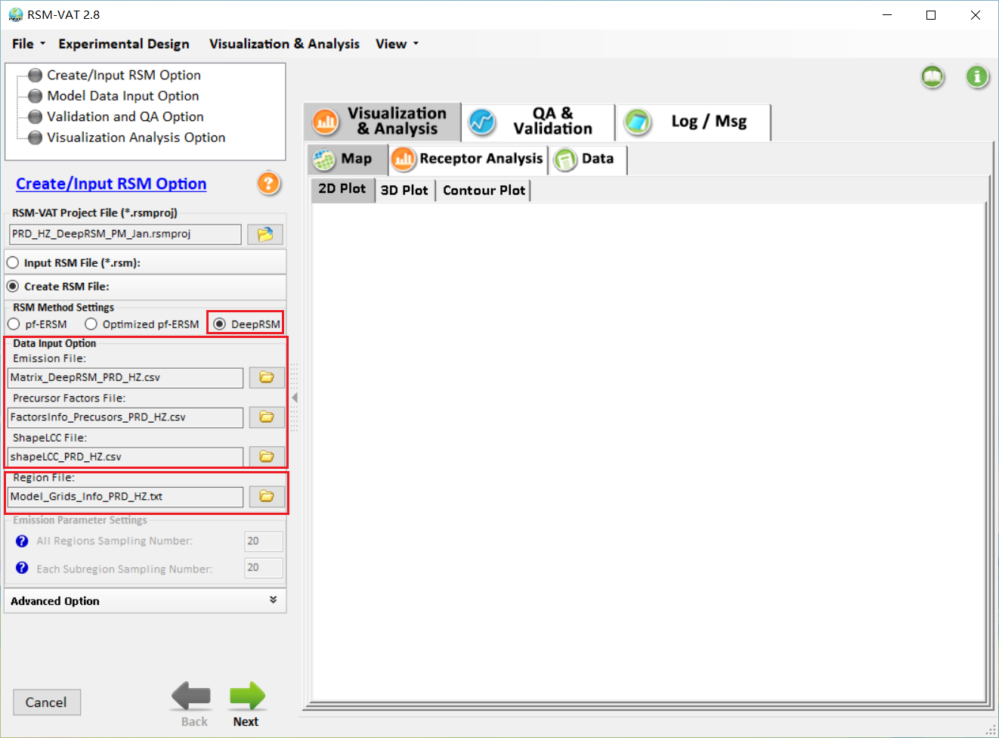 RSM-VAT 2.8
File Experimental Design Visualization & Analysis View
Create/Input RSM Option
Model Data Input Option
Validation and QA Option
Visualization Analysis Option
Create/Input RSM Option
RSM-VAT Project File (*.rsmproj)
PRD_HZ_DeepRSM_PM_Jan.rsmproj
Input RSM File (*.rsm):
Create RSM File:
RSM Method Settings
pf-ERSM Optimized pf-ERSM DeepRSM
Data Input Option
Emission File:
Matrix_DeepRSM_PRD_HZ.csv
Precursor Factors File:
FactorsInfo_Precusors_PRD_HZ.csv
ShapeLCC File:
shapeLCC_PRD_HZ.csv
Region File:
Model_Grids_Info_PRD_HZ.txt
Emission Parameter Settings
All Regions Sampling Number: 20
Each Subregion Sampling Number: 20
Advanced Option
Cancel
Back
Next
Visualization
& Analysis
QA &
Validation
Log / Msg
Map
Receptor Analysis
Data
2D Plot
3D Plot
Contour Plot